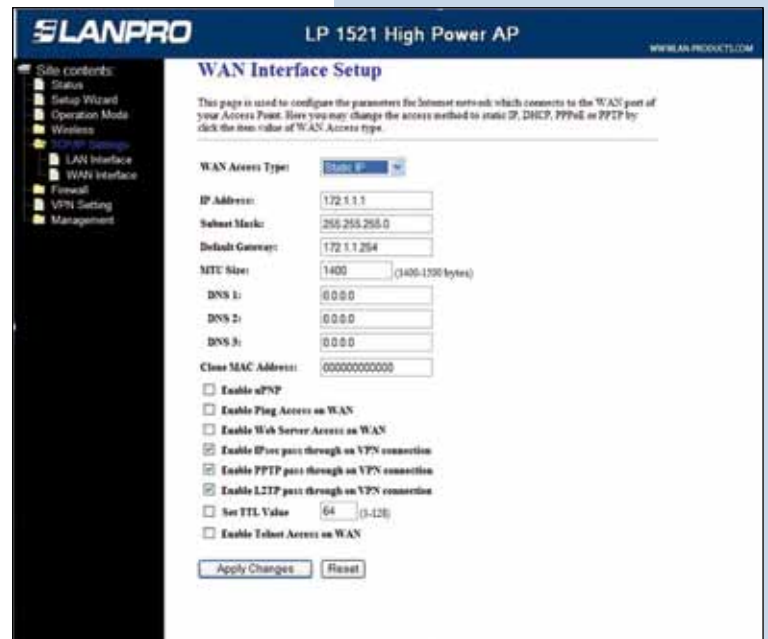 LANPRO
LP 1521 High Power AP
WWW.LAN-PRODUCTS.COM
Site contents:
Status
Setup Wizard
Operation Mode
Wireless
TCP/IP Settings
LAN Interface
WAN Interface
Firewall
VPN Setting
Management
WAN Interface Setup
This page is used to configure the parameters for Internet network which connects to the WAN port of
your Access Point. Here you may change the access method to static IP, DHCP, PPPoE or PPTP by
click the item value of WAN Access type.
WAN Access Type: Static IP
IP Address: 172.1.1.1
Subnet Mask: 255.255.255.0
Default Gateway: 172.1.1.254
MTU Size: 1400 (1400-1500 bytes)
DNS 1: 0.0.0.0
DNS 2: 0.0.0.0
DNS 3: 0.0.0.0
Clone MAC Address: 000000000000
Enable uPNP
Enable Ping Access on WAN
Enable Web Server Access on WAN
Enable IPsec pass through on VPN connection
Enable PPTP pass through on VPN connection
Enable L2TP pass through on VPN connection
Set TTL Value 64 (1-128)
Enable Telnet Access on WAN
Apply Changes Reset